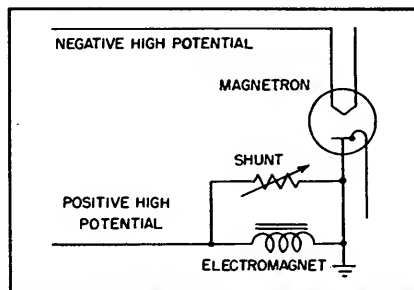 NEGATIVE HIGH POTENTIAL
MAGNETRON
SHUNT
POSITIVE HIGH
POTENTIAL
ELECTROMAGNET